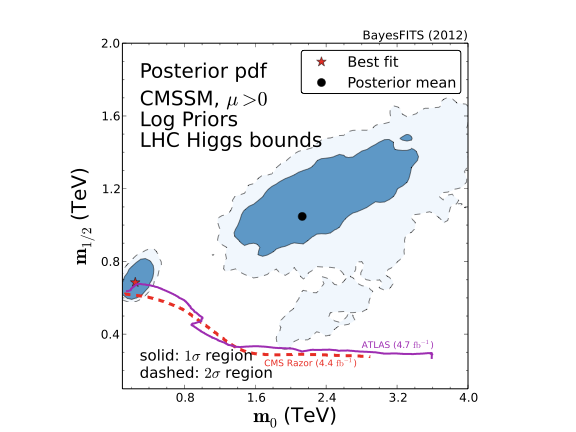 BayesFITS (2012)
2.0
Best fit
Posterior mean
Posterior pdf
CMSSM, μ >0
Log Priors
LHC Higgs bounds
1.6
1.2
0.8
0.4
m1/2 (TeV)
ATLAS (4.7 fb⁻¹)
CMS Razor (4.4 fb⁻¹)
solid: 1σ region
dashed: 2σ region
0.8 1.6 2.4 3.2 4.0
m0 (TeV)